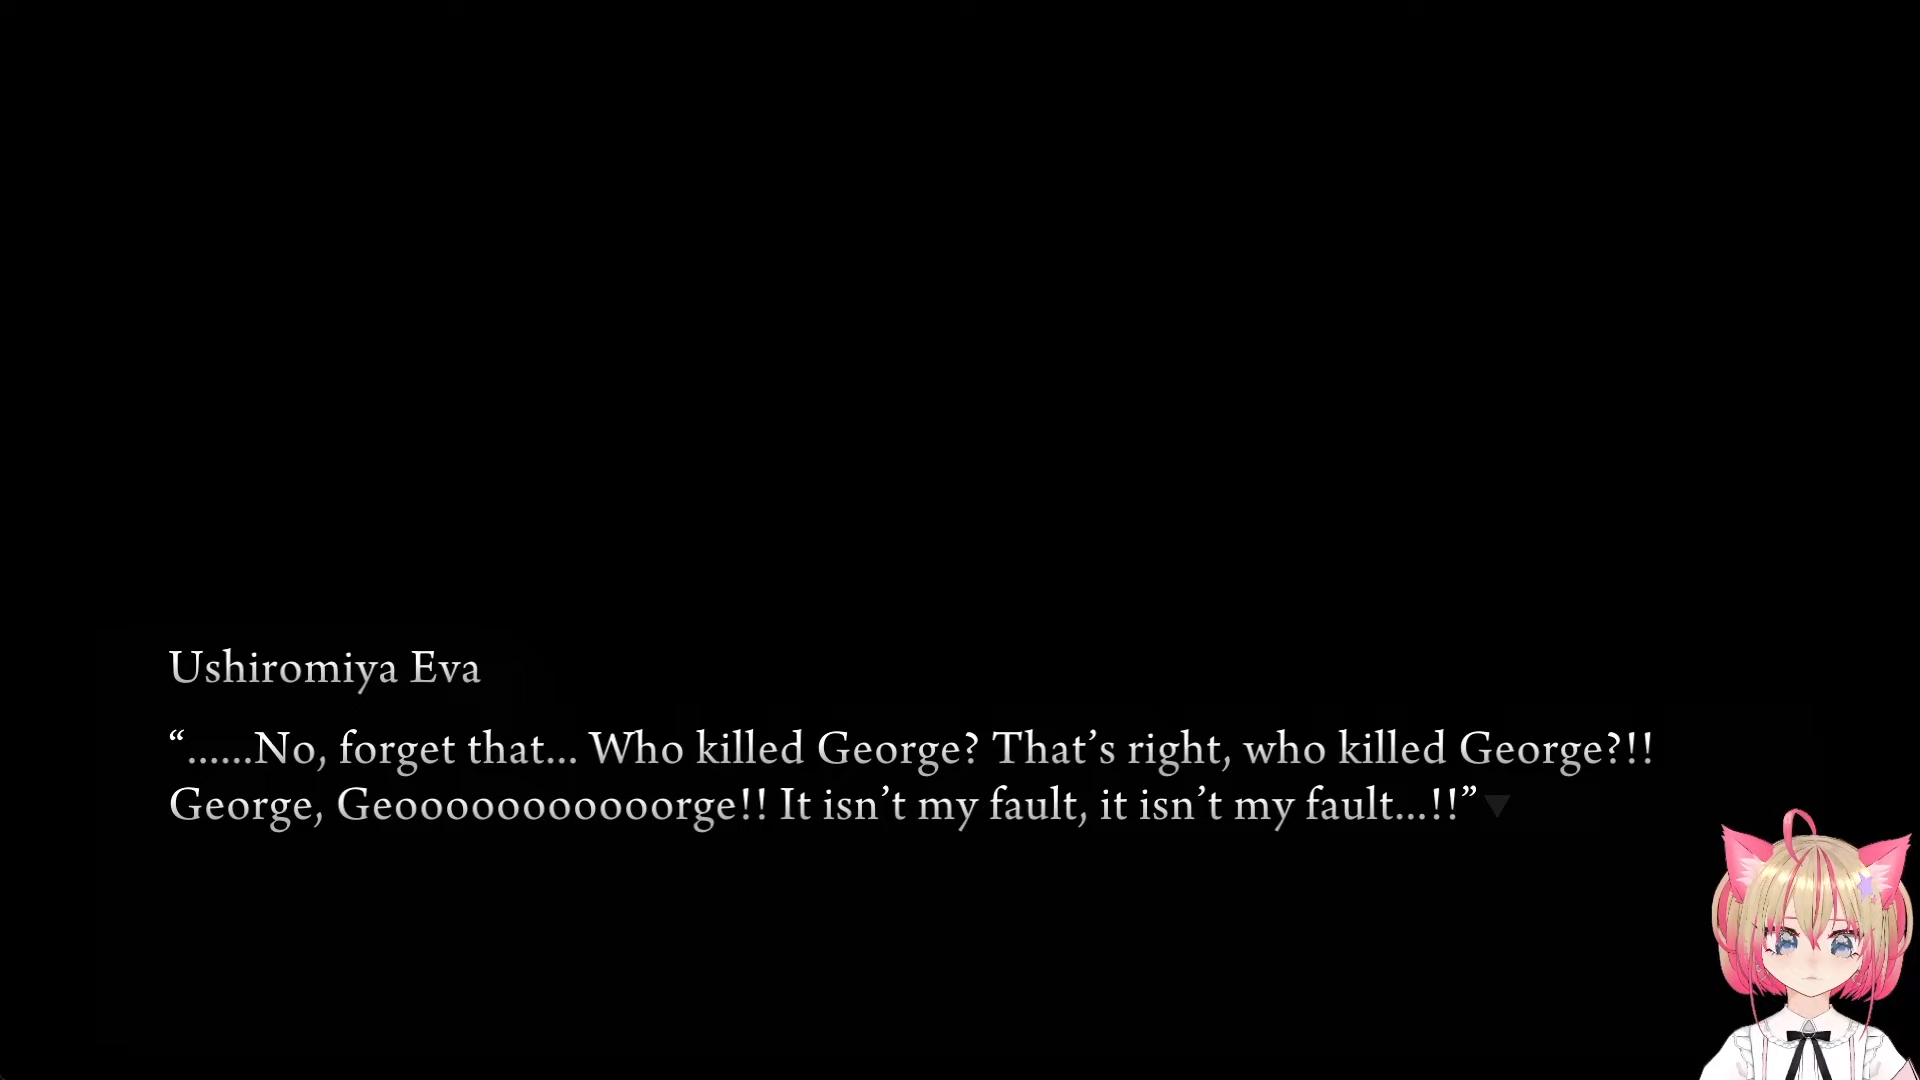 Ushiromiya Eva
“......No, forget that... Who killed George? That’s right, who killed George?!!
George, Geooooooooooorge!! It isn’t my fault, it isn’t my fault...!!”